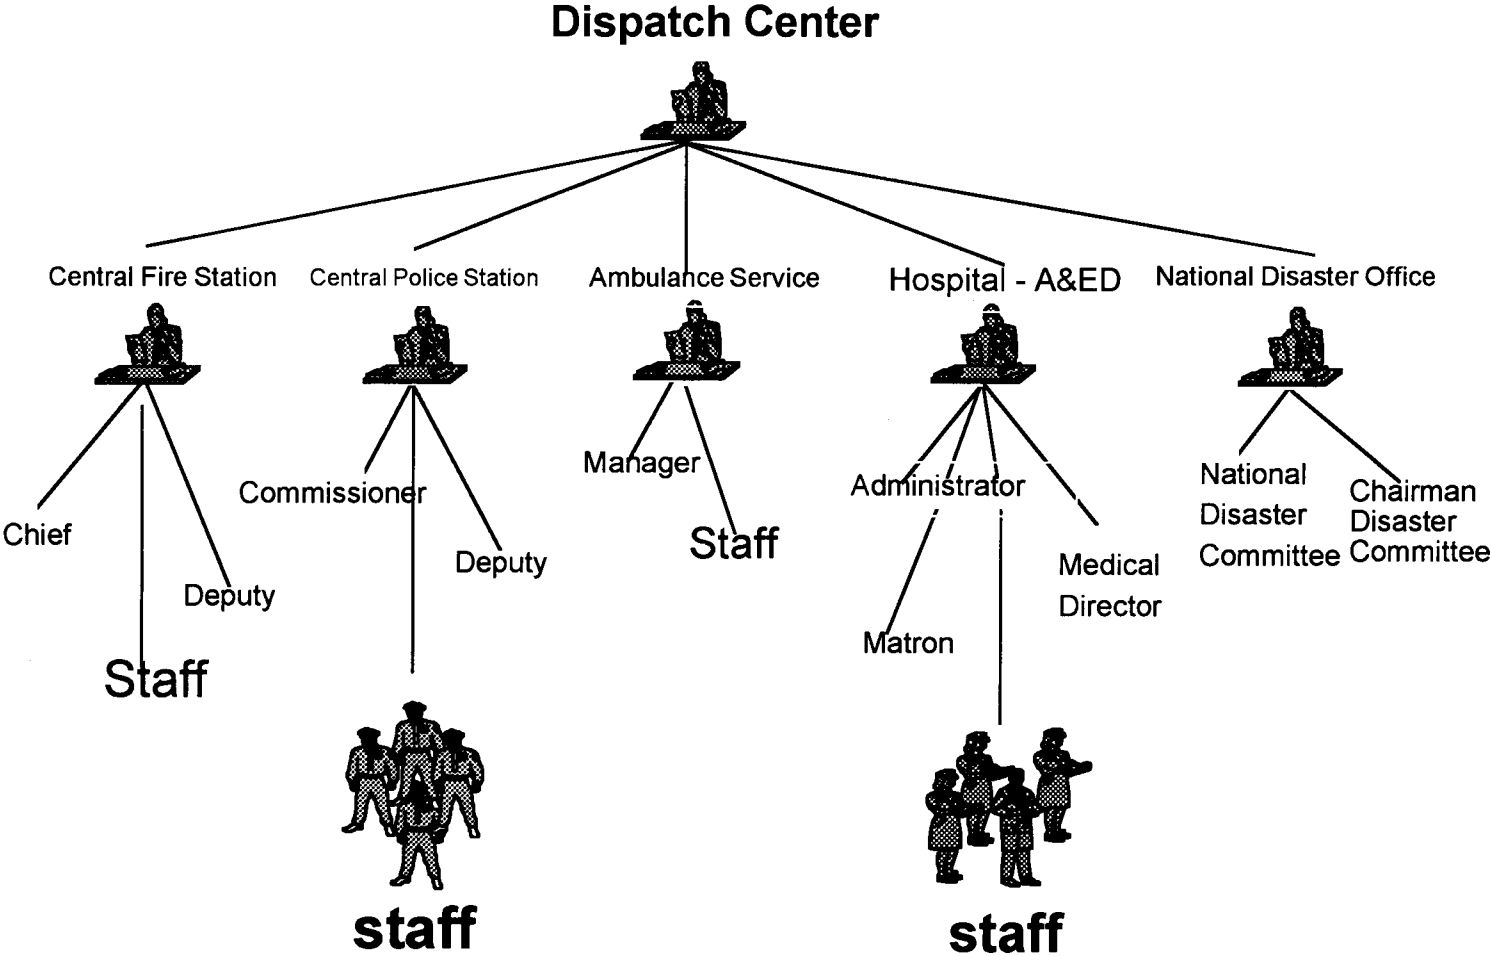 Dispatch Center
Central Fire Station
Central Police Station
Ambulance Service
Hospital - A&ED
National Disaster Office
Chief
Staff
Deputy
Commissioner
staff
Deputy
Manager
Staff
Administrator
Matron
staff
Medical
Director
National
Disaster
Committee
Chairman
Disaster
Committee